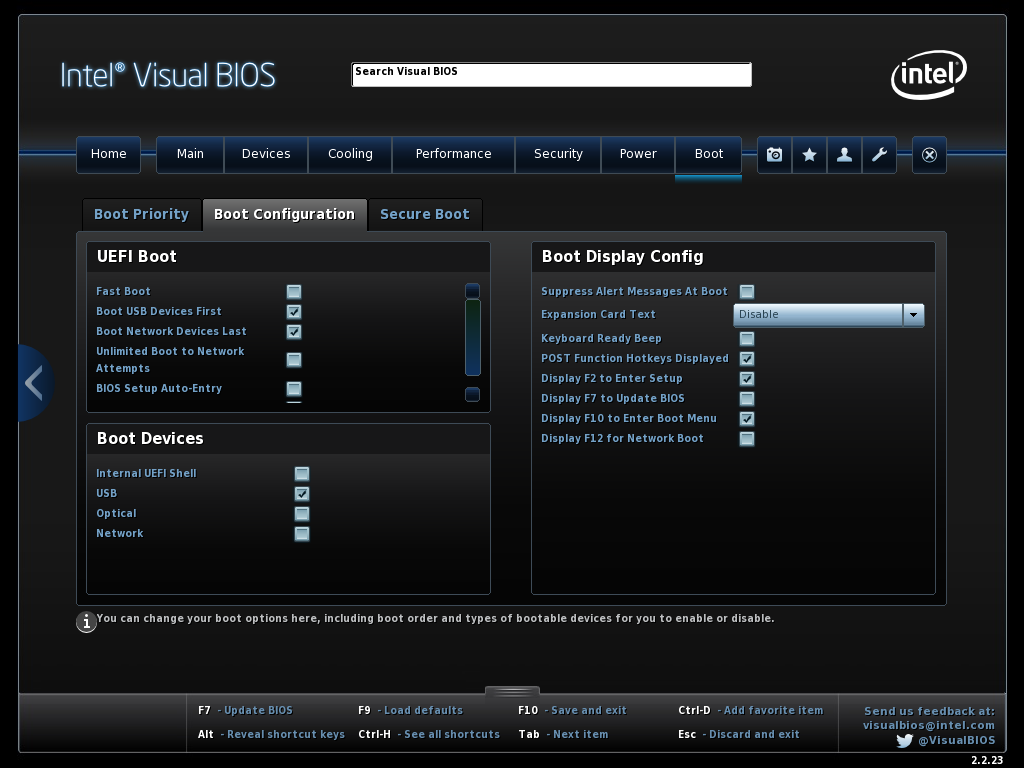 Intel® Visual BIOS
Search Visual BIOS
intel®
Home Main Devices Cooling Performance Security Power Boot
Boot Priority Boot Configuration Secure Boot
UEFI Boot
Fast Boot
Boot USB Devices First
Boot Network Devices Last
Unlimited Boot to Network
Attempts
BIOS Setup Auto-Entry
Boot Devices
Internal UEFI Shell
USB
Optical
Network
Boot Display Config
Suppress Alert Messages At Boot
Expansion Card Text Disable
Keyboard Ready Beep
POST Function Hotkeys Displayed
Display F2 to Enter Setup
Display F7 to Update BIOS
Display F10 to Enter Boot Menu
Display F12 for Network Boot
You can change your boot options here, including boot order and types of bootable devices for you to enable or disable.
F7 - Update BIOS F9 - Load defaults F10 - Save and exit Ctrl-D - Add favorite item
Alt - Reveal shortcut keys Ctrl-H - See all shortcuts Tab - Next item Esc - Discard and exit
Send us feedback at:
visualbios@intel.com
@VisualBIOS
2.2.23